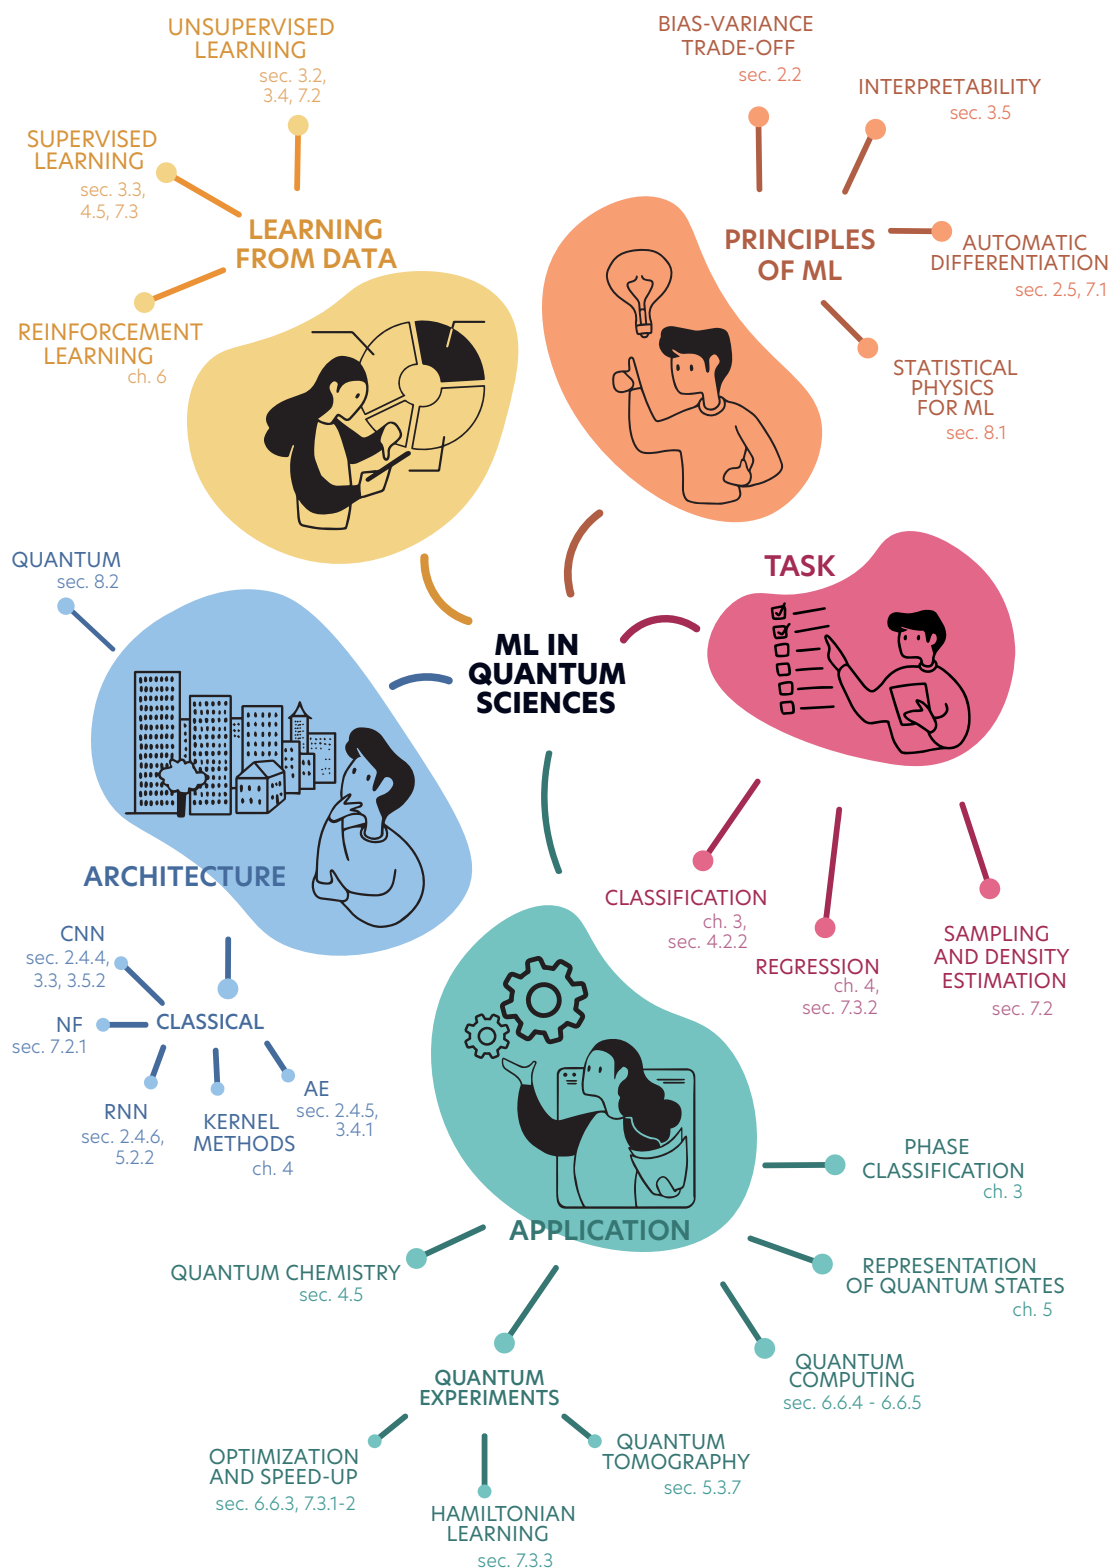 UNSUPERVISED
LEARNING
sec. 3.2,
3.4, 7.2
SUPERVISED
LEARNING
sec. 3.3,
4.5, 7.3
LEARNING
FROM DATA
REINFORCEMENT
LEARNING
ch. 6
BIAS-VARIANCE
TRADE-OFF
sec. 2.2
INTERPRETABILITY
sec. 3.5
PRINCIPLES
OF ML
AUTOMATIC
DIFFERENTIATION
sec. 2.5, 7.1
STATISTICAL
PHYSICS
FOR ML
sec. 8.1
QUANTUM
sec. 8.2
TASK
ML IN
QUANTUM
SCIENCES
ARCHITECTURE
CNN
sec. 2.4.4,
3.3, 3.5.2
NF
sec. 7.2.1
CLASSICAL
RNN
sec. 2.4.6,
5.2.2
KERNEL
METHODS
ch. 4
AE
sec. 2.4.5,
3.4.1
CLASSIFICATION
ch. 3,
sec. 4.2.2
REGRESSION
ch. 4,
sec. 7.3.2
SAMPLING
AND DENSITY
ESTIMATION
sec. 7.2
APPLICATION
PHASE
CLASSIFICATION
ch. 3
REPRESENTATION
OF QUANTUM STATES
ch. 5
QUANTUM
COMPUTING
sec. 6.6.4 - 6.6.5
QUANTUM CHEMISTRY
sec. 4.5
QUANTUM
EXPERIMENTS
OPTIMIZATION
AND SPEED-UP
sec. 6.6.3, 7.3.1-2
HAMILTONIAN
LEARNING
sec. 7.3.3
QUANTUM
TOMOGRAPHY
sec. 5.3.7